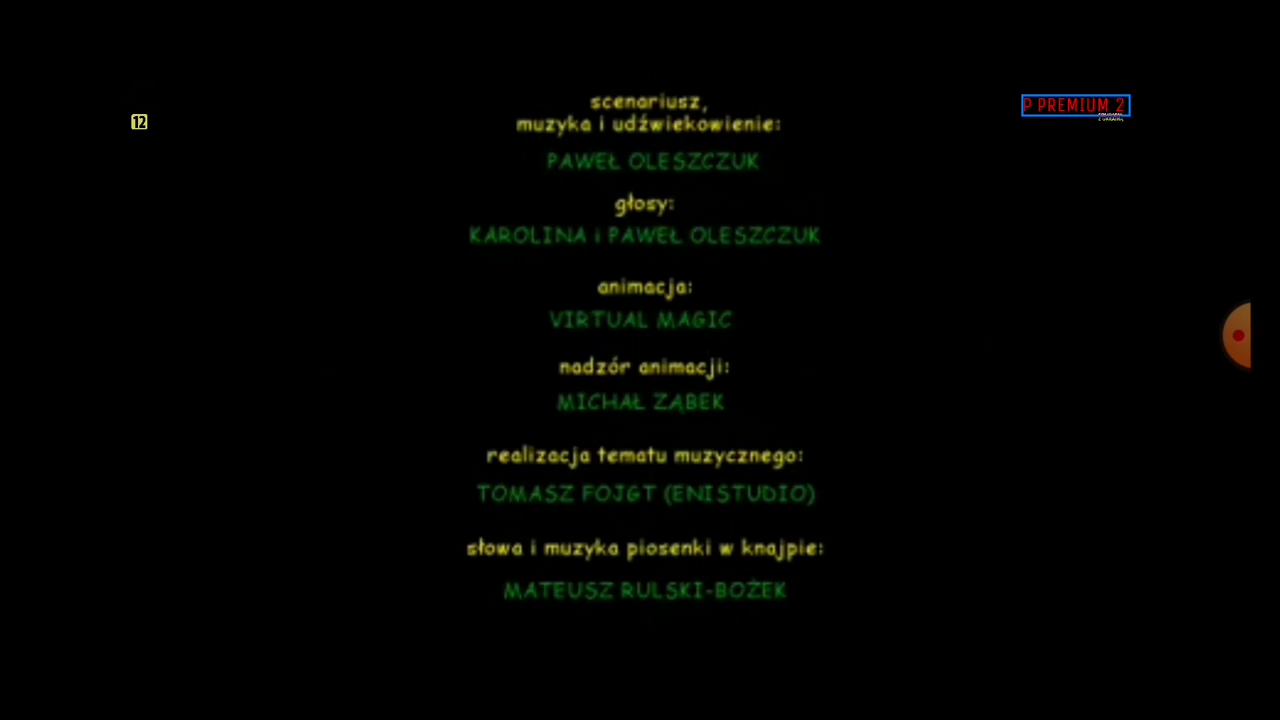 scenariusz,
muzyka i udźwiekowienie:
12
P PREMIUM 2
PAWEŁ OLESZCZUK
głosy:
KAROLINA i PAWEŁ OLESZCZUK
animacja:
VIRTUAL MAGIC
nadzór animacji:
MICHAŁ ZĄBEK
realizacja tematu muzycznego:
TOMASZ FOJGT (ENISTUDIO)
słowa i muzyka piosenki w knajpie:
MATEUSZ RULSKI-BOŻEK